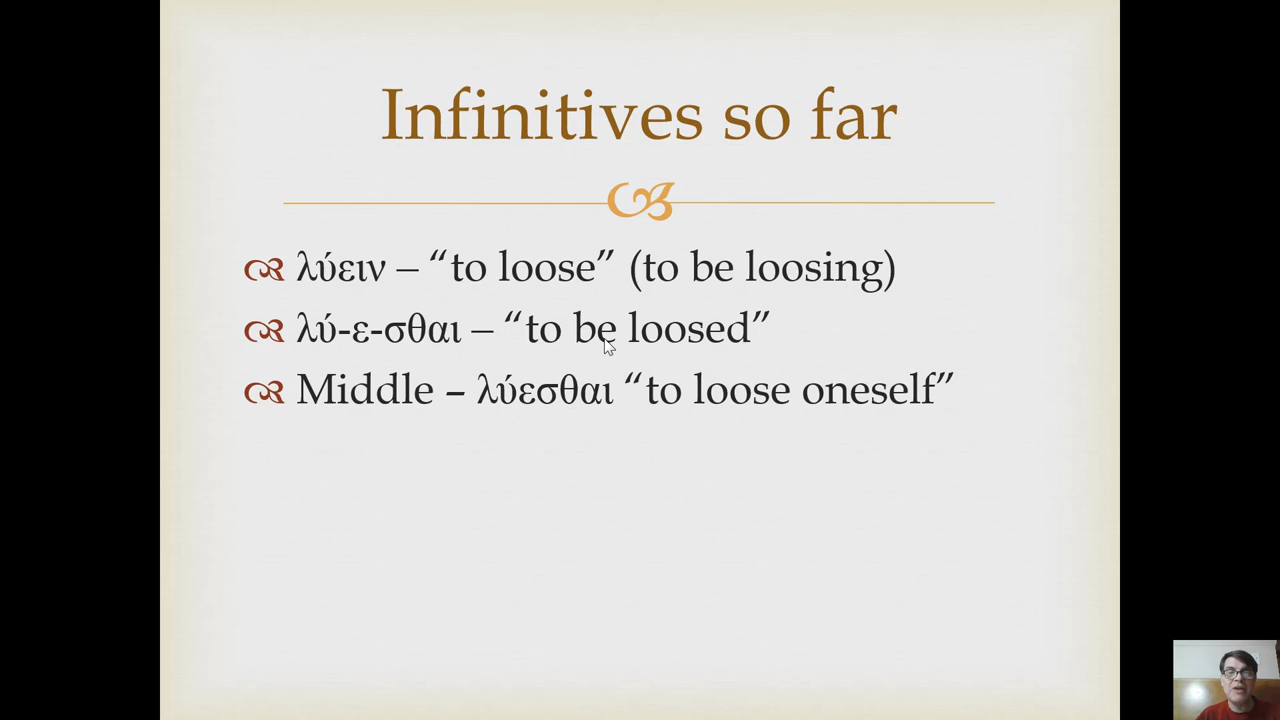 Infinitives so far
λύειν – “to loose” (to be loosing)
λύ-ε-σθαι – “to be loosed”
Middle – λύεσθαι “to loose oneself”